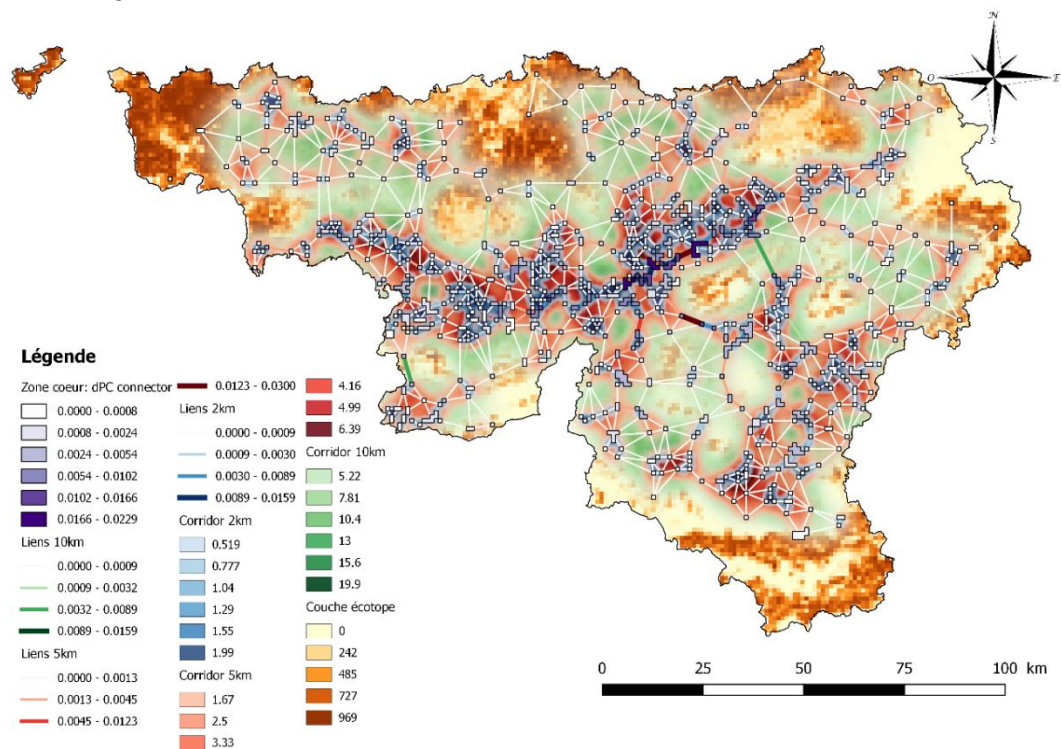 N
O
E
S
Légende
Zone coeur: dPC connector
0.0000 - 0.0008
0.0008 - 0.0024
0.0024 - 0.0054
0.0054 - 0.0102
0.0102 - 0.0166
0.0166 - 0.0229
Liens 10km
0.0000 - 0.0009
0.0009 - 0.0032
0.0032 - 0.0089
0.0089 - 0.0159
Liens 5km
0.0000 - 0.0013
0.0013 - 0.0045
0.0045 - 0.0123
0.0123 - 0.0300
Liens 2km
0.0000 - 0.0009
0.0009 - 0.0030
0.0030 - 0.0089
0.0089 - 0.0159
Corridor 2km
0.519
0.777
1.04
1.29
1.55
1.99
Corridor 5km
1.67
2.5
3.33
4.16
4.99
6.39
Corridor 10km
5.22
7.81
10.4
13
15.6
19.9
Couche écotope
0
242
485
727
969
0 25 50 75 100 km